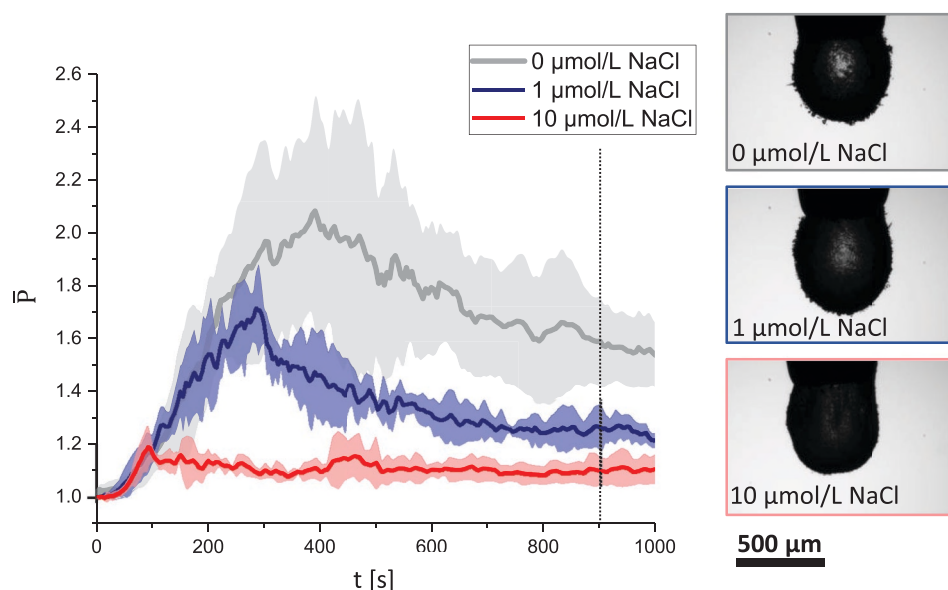 0 µmol/L NaCl
1 µmol/L NaCl
10 µmol/L NaCl
2.6
2.4
2.2
2.0
1.8
1.6
1.4
1.2
1.0
P̅
0
200
400
600
800
1000
t [s]
0 µmol/L NaCl
1 µmol/L NaCl
10 µmol/L NaCl
500 µm